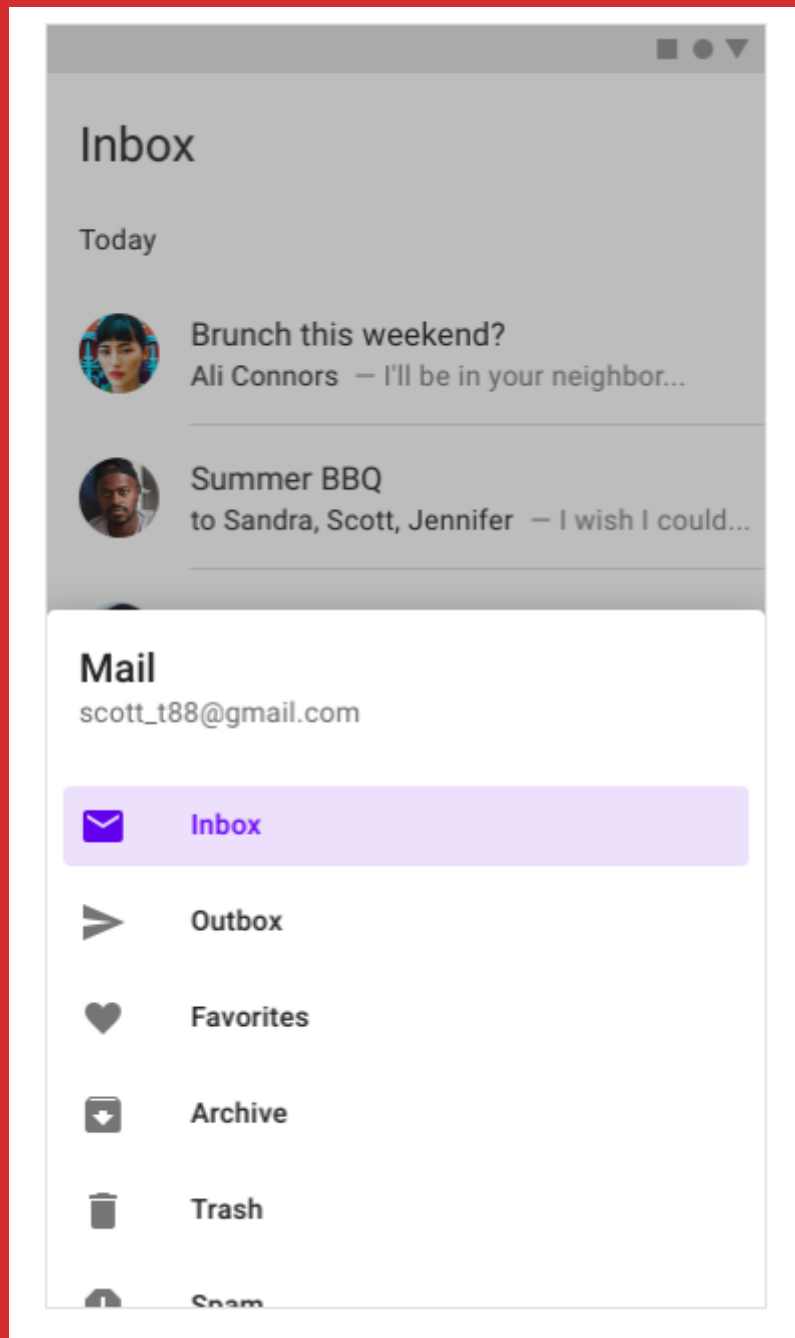 Inbox
Today
Brunch this weekend?
Ali Connors — I'll be in your neighbor...
Summer BBQ
to Sandra, Scott, Jennifer — I wish I could...
Mail
scott_t88@gmail.com
Inbox
Outbox
Favorites
Archive
Trash
Spam